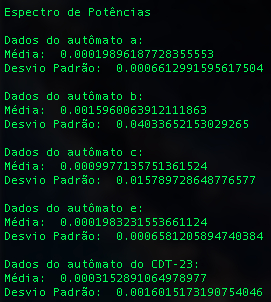 Espectro de Potências
Dados do autômato a:
Média:  0.00019896187728355553
Desvio Padrão:  0.0006612991595617504
Dados do autômato b:
Média:  0.0015960063912111863
Desvio Padrão:  0.04033652153029265
Dados do autômato c:
Média:  0.0009977135751361524
Desvio Padrão:  0.015789728648776577
Dados do autômato e:
Média:  0.0001983231553661124
Desvio Padrão:  0.0006581205894740384
Dados do autômato do CDT-23:
Média:  0.0003152891064978977
Desvio Padrão:  0.0016015173190754046